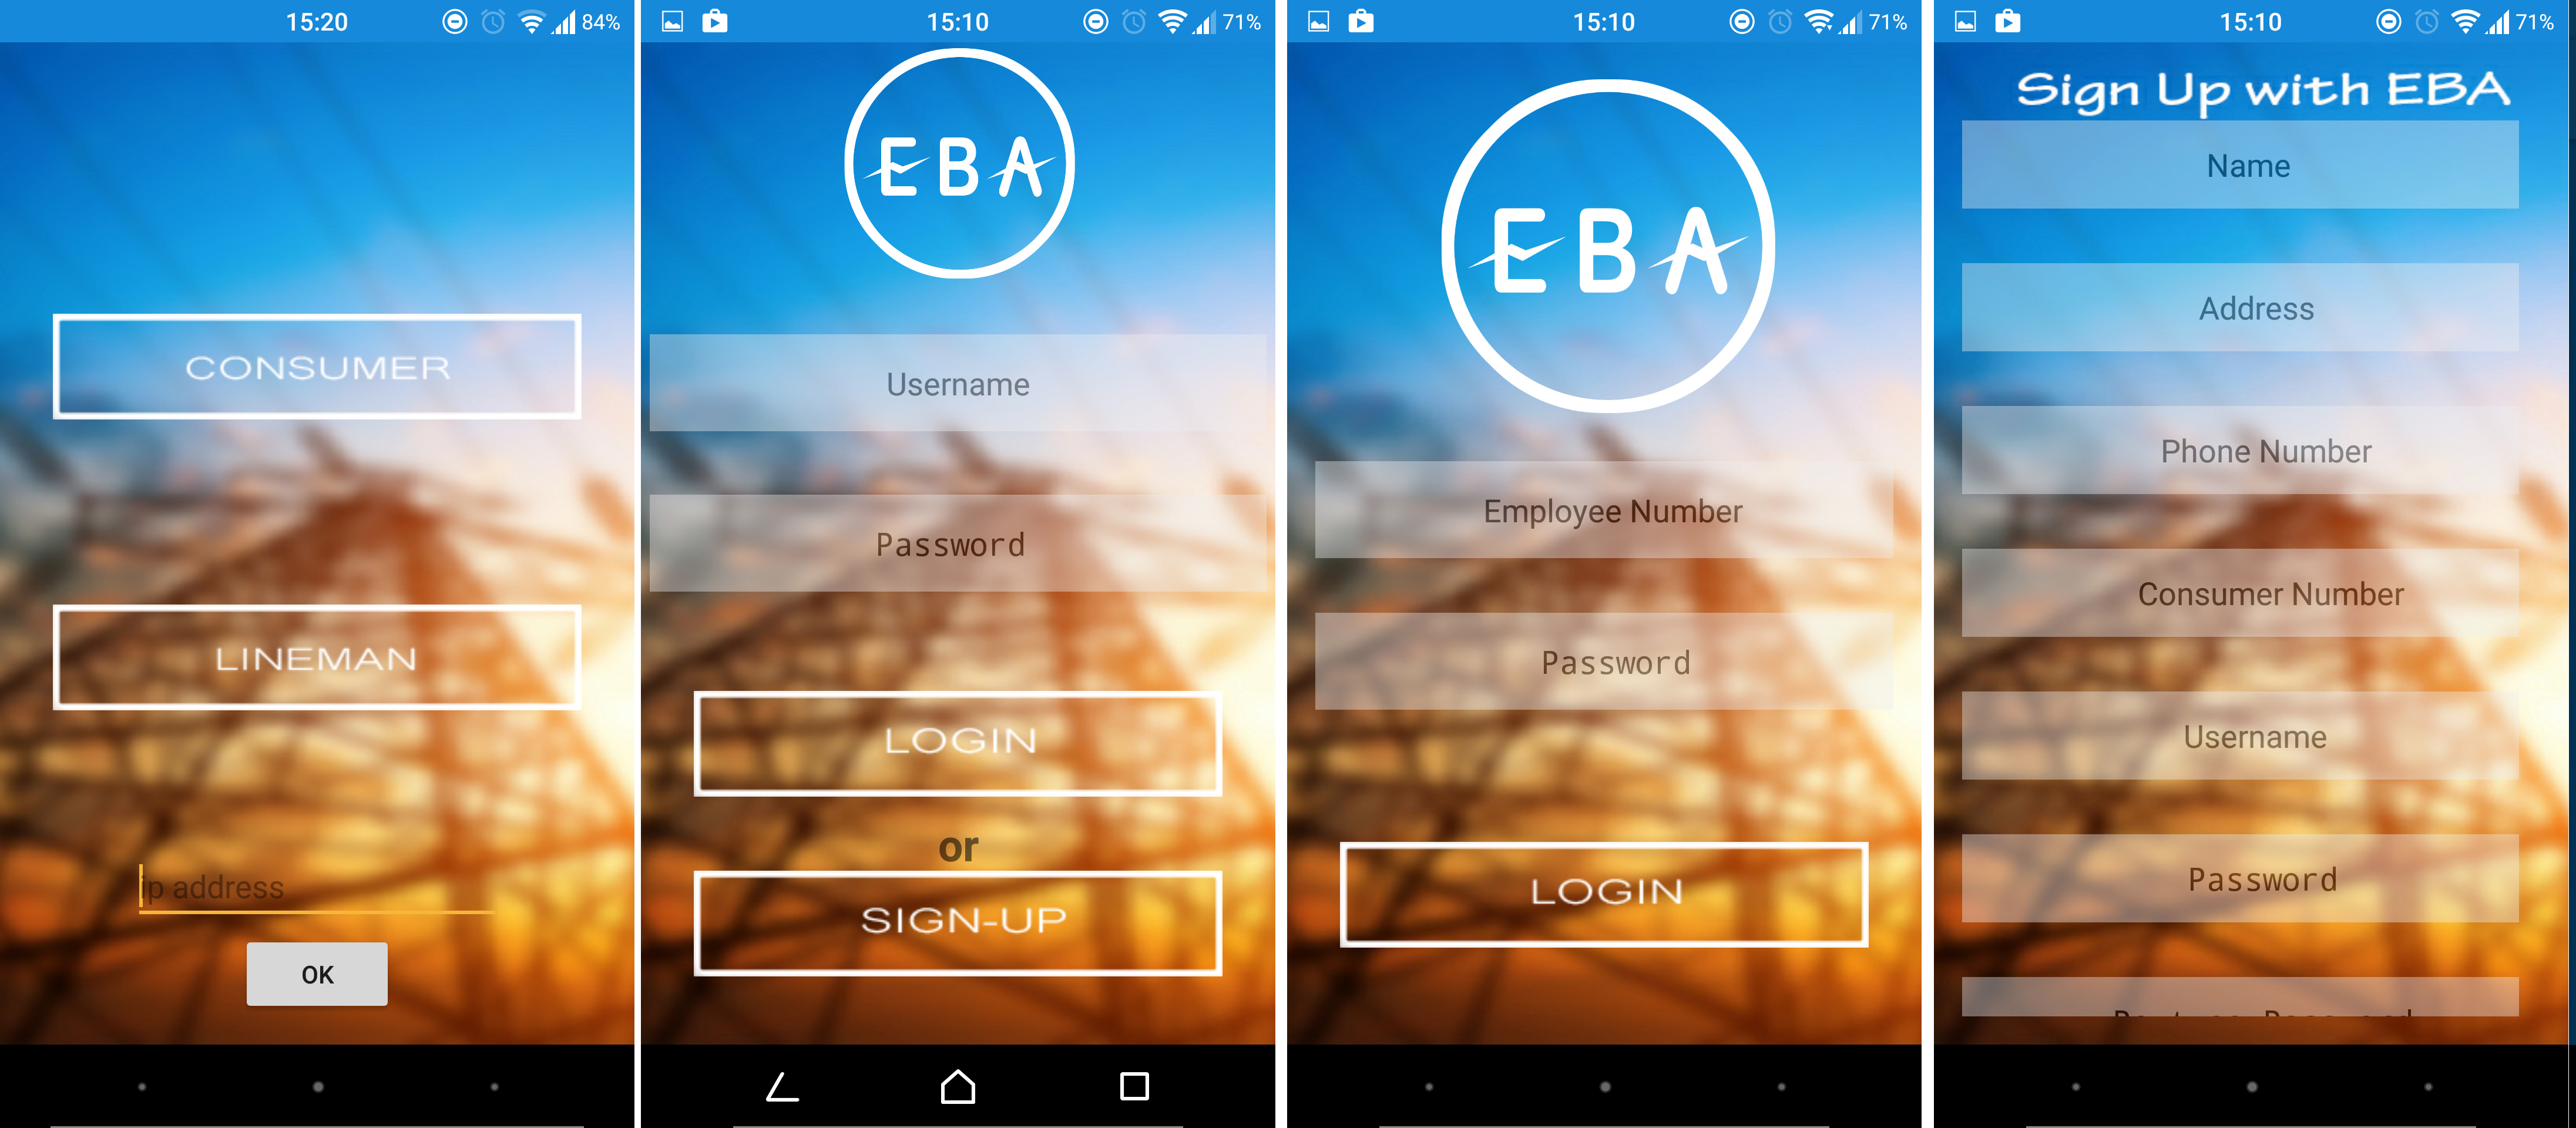 15:20
84%
CONSUMER
LINEMAN
ip address
OK
15:10
71%
EBA
Username
Password
LOGIN
or
SIGN-UP
15:10
71%
EBA
Employee Number
Password
LOGIN
15:10
71%
Sign Up with EBA
Name
Address
Phone Number
Consumer Number
Username
Password